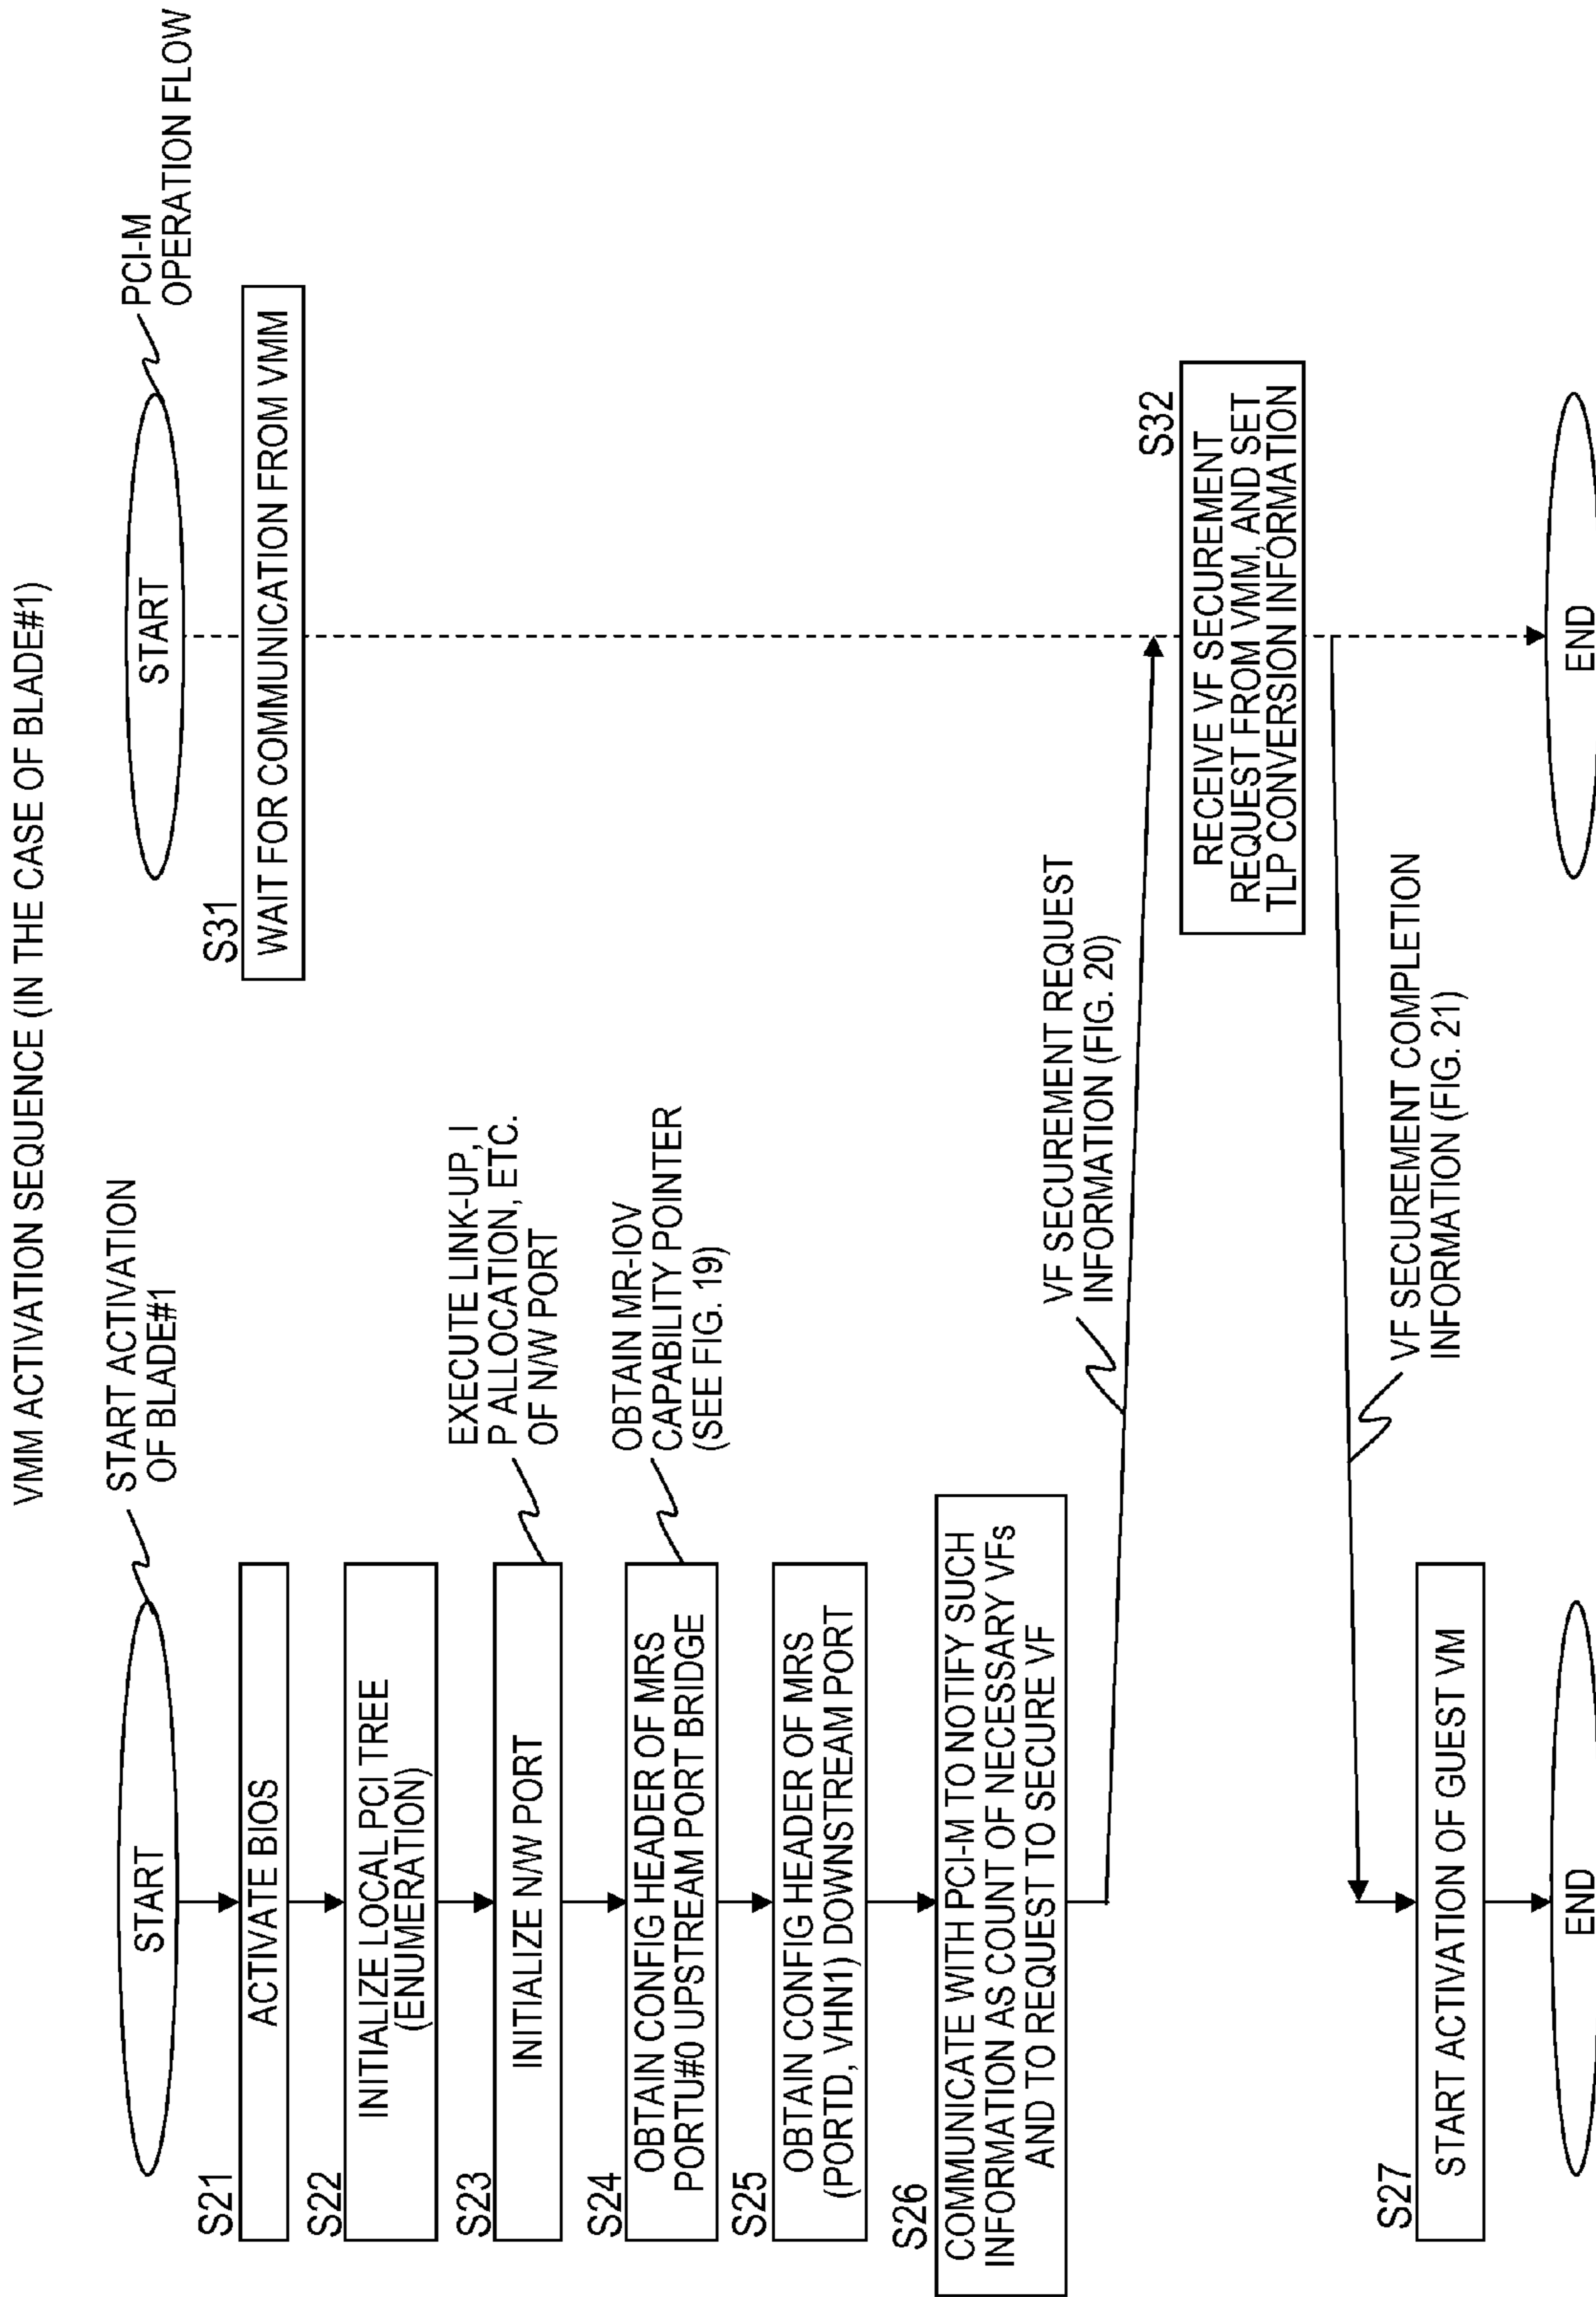 VMM ACTIVATION SEQUENCE (IN THE CASE OF BLADE#1)
START ACTIVATION
OF BLADE#1
START
S21
ACTIVATE BIOS
S22
INITIALIZE LOCAL PCI TREE
(ENUMERATION)
EXECUTE LINK-UP, I
P ALLOCATION, ETC.
OF N/W PORT
S23
INITIALIZE N/W PORT
OBTAIN MR-IOV
CAPABILITY POINTER
(SEE FIG. 19)
S24
OBTAIN CONFIG HEADER OF MRS
PORTU#0 UPSTREAM PORT BRIDGE
S25
OBTAIN CONFIG HEADER OF MRS
(PORTD, VHN1) DOWNSTREAM PORT
S26
COMMUNICATE WITH PCI-M TO NOTIFY SUCH
INFORMATION AS COUNT OF NECESSARY VFs
AND TO REQUEST TO SECURE VF
VF SECUREMENT REQUEST
INFORMATION (FIG. 20)
VF SECUREMENT COMPLETION
INFORMATION (FIG. 21)
S27
START ACTIVATION OF GUEST VM
END
PCI-M
OPERATION FLOW
START
S31
WAIT FOR COMMUNICATION FROM VMM
S32
RECEIVE VF SECUREMENT
REQUEST FROM VMM, AND SET
TLP CONVERSION INFORMATION
END